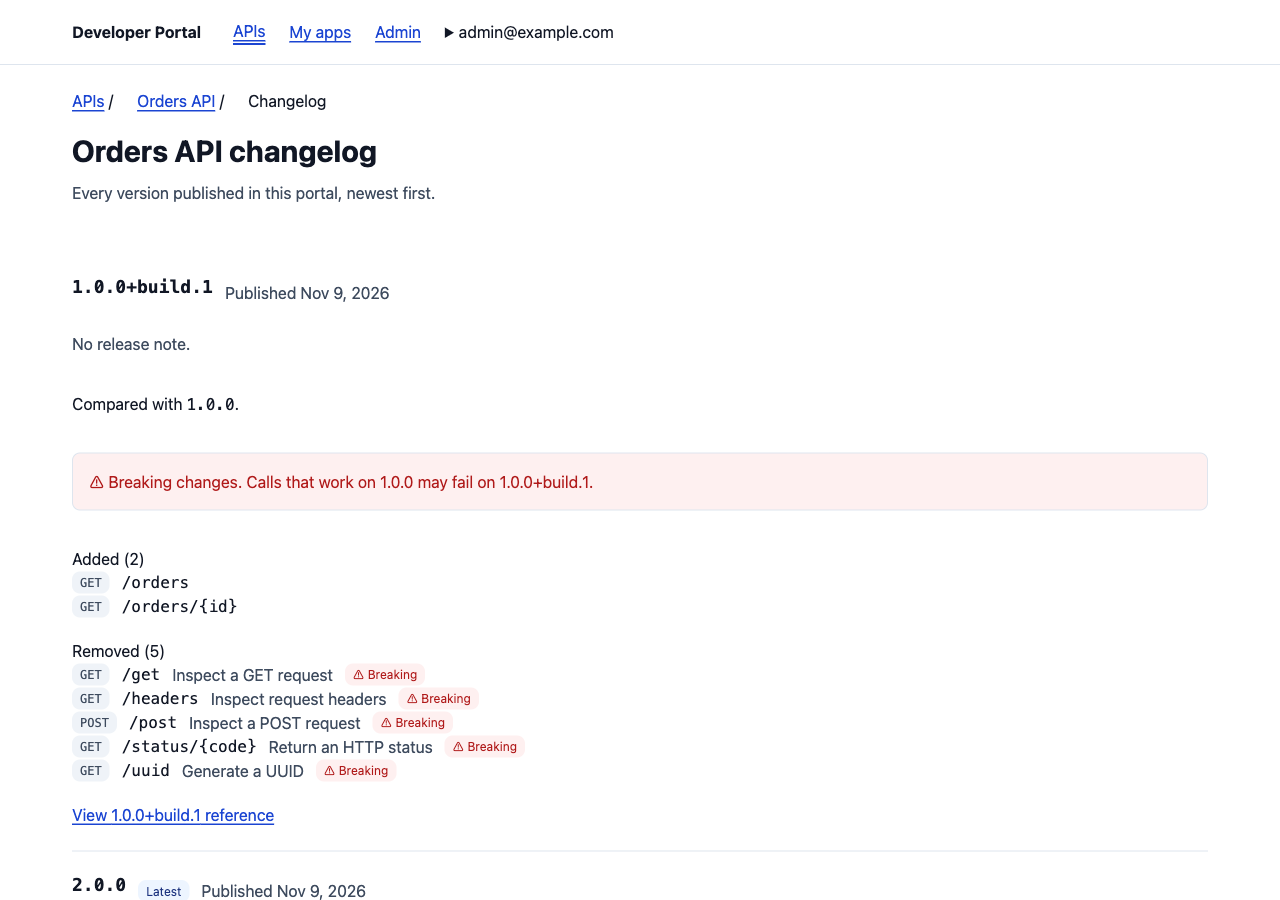 Developer Portal APIs My apps Admin ▶ admin@example.com
APIs / Orders API / Changelog
Orders API changelog
Every version published in this portal, newest first.
1.0.0+build.1 Published Nov 9, 2026
No release note.
Compared with 1.0.0.
⚠ Breaking changes. Calls that work on 1.0.0 may fail on 1.0.0+build.1.
Added (2)
GET /orders
GET /orders/{id}
Removed (5)
GET /get Inspect a GET request ⚠ Breaking
GET /headers Inspect request headers ⚠ Breaking
POST /post Inspect a POST request ⚠ Breaking
GET /status/{code} Return an HTTP status ⚠ Breaking
GET /uuid Generate a UUID ⚠ Breaking
View 1.0.0+build.1 reference
2.0.0 Latest Published Nov 9, 2026